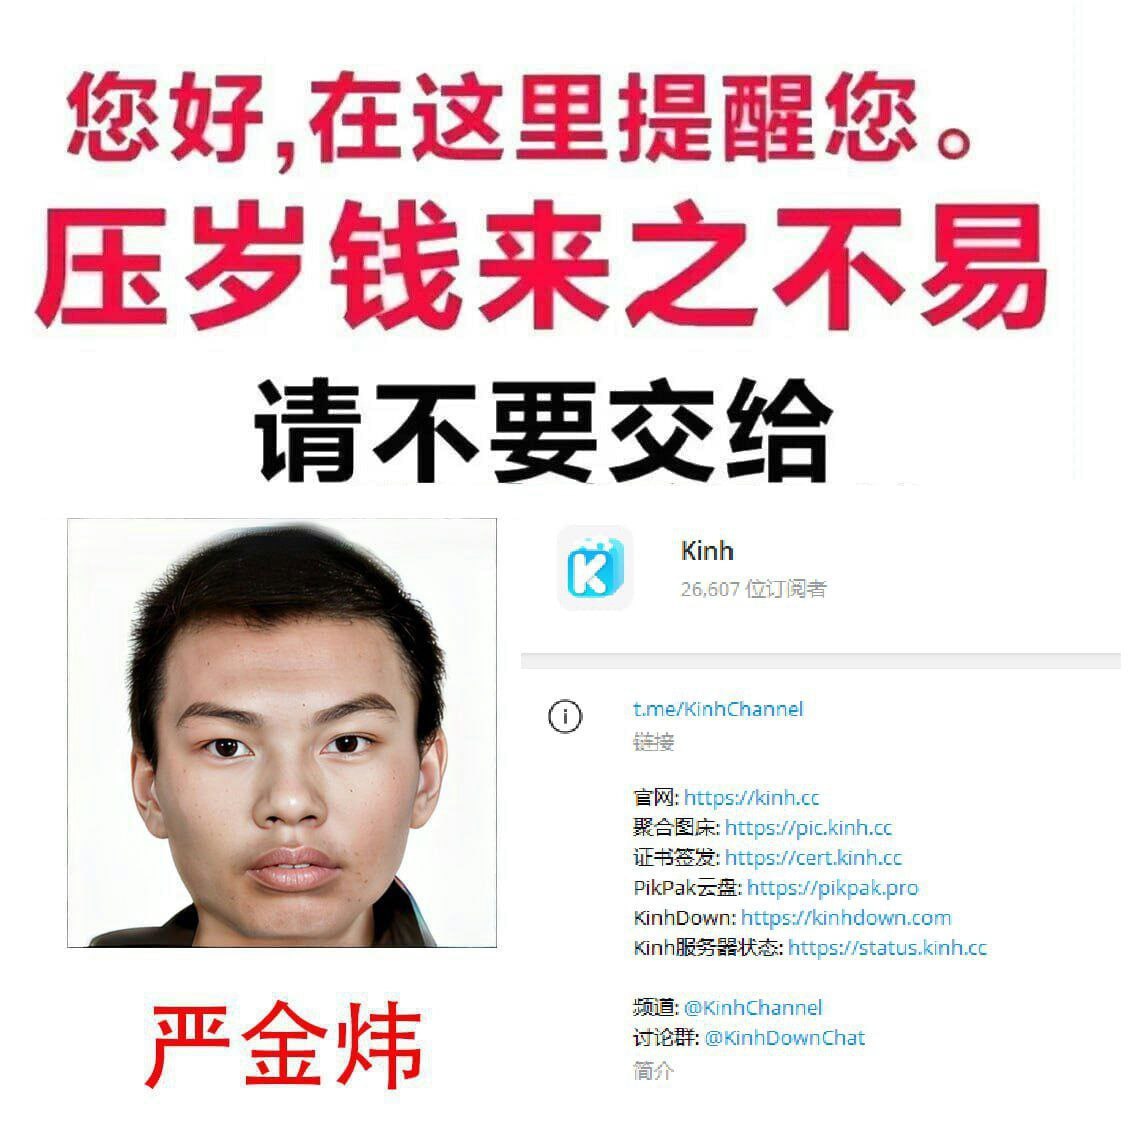 您好,在这里提醒您。
压岁钱来之不易
请不要交给
Kinh
26,607 位订阅者
t.me/KinhChannel
链接
官网: https://kinh.cc
聚合图床: https://pic.kinh.cc
证书签发: https://cert.kinh.cc
PikPak云盘: https://pikpak.pro
KinhDown: https://kinhdown.com
Kinh服务器状态: https://status.kinh.cc
频道: @KinhChannel
讨论群: @KinhDownChat
简介
严金炜